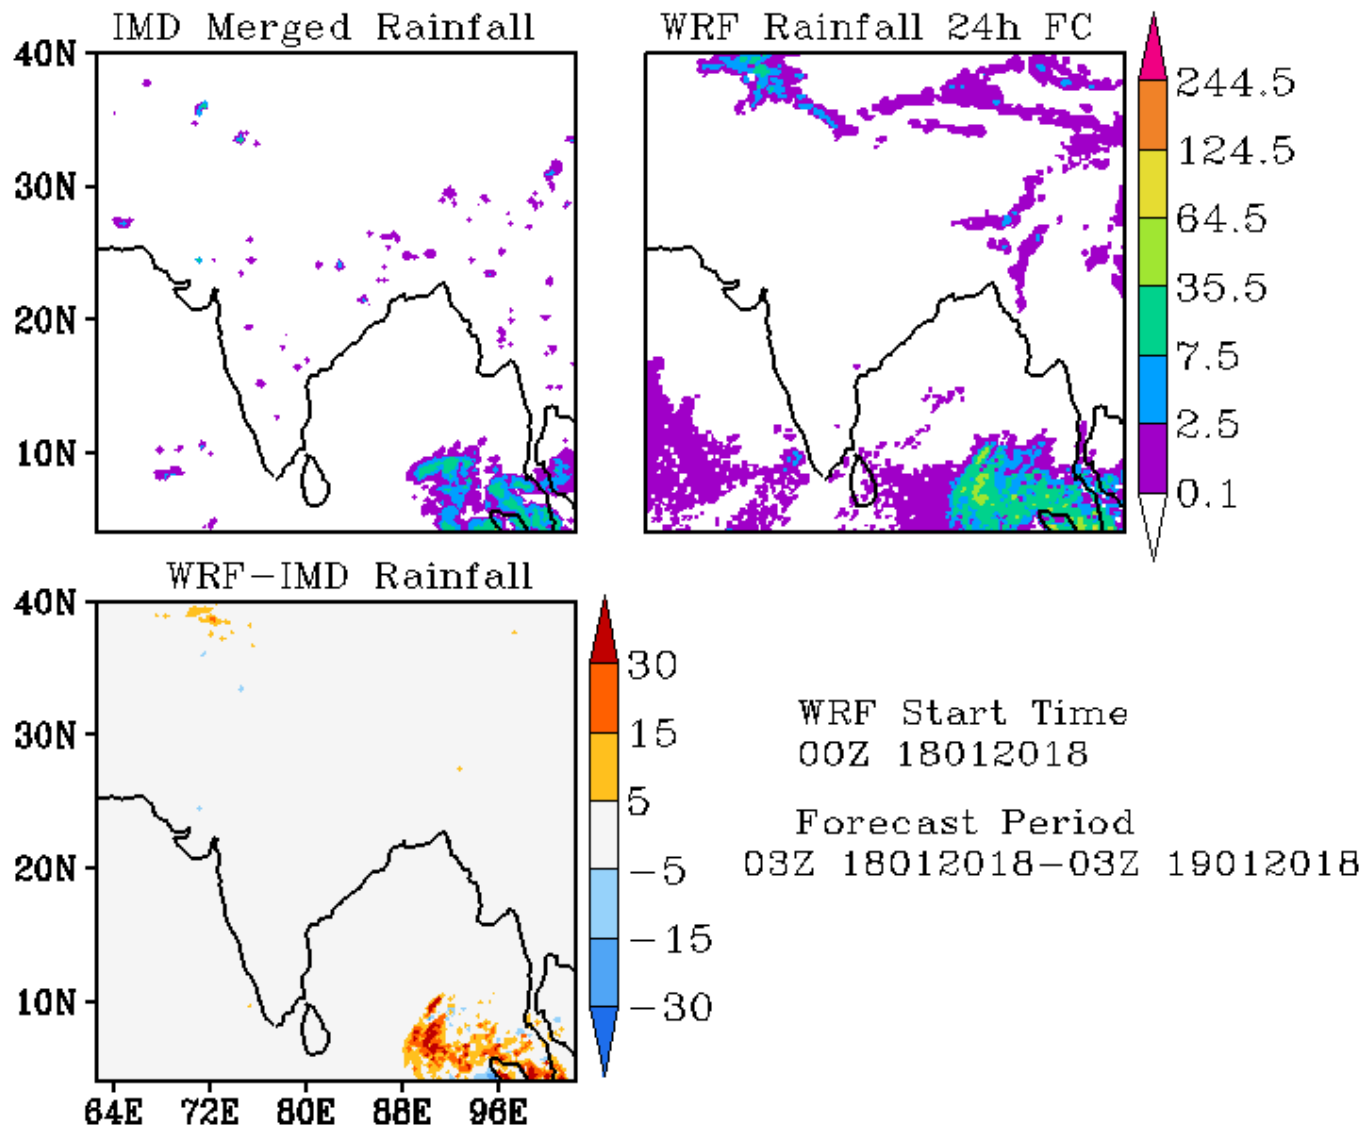 IMD Merged Rainfall
WRF Rainfall 24h FC
40N
30N
20N
10N
244.5
124.5
64.5
35.5
7.5
2.5
0.1
WRF-IMD Rainfall
40N
30N
20N
10N
64E 72E 80E 88E 96E
30
15
5
-5
-15
-30
WRF Start Time
00Z 18012018
Forecast Period
03Z 18012018-03Z 19012018